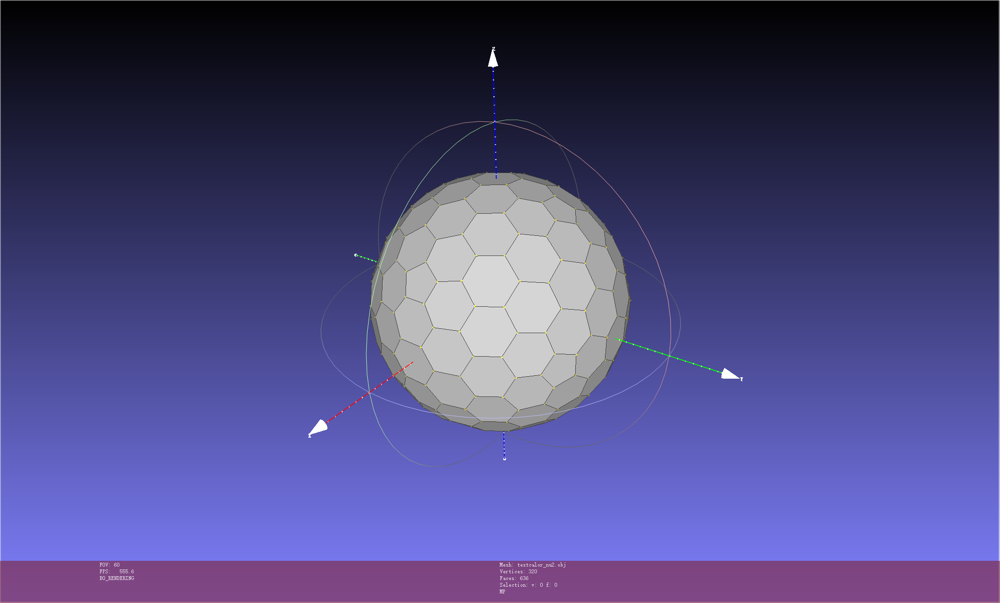 Z
Y
X
FOV: 60
FPS: 555.6
BO_RENDERING
Mesh: testcalor_nu2.obj
Vertices: 320
Faces: 636
Selection: v: 0 f: 0
MP